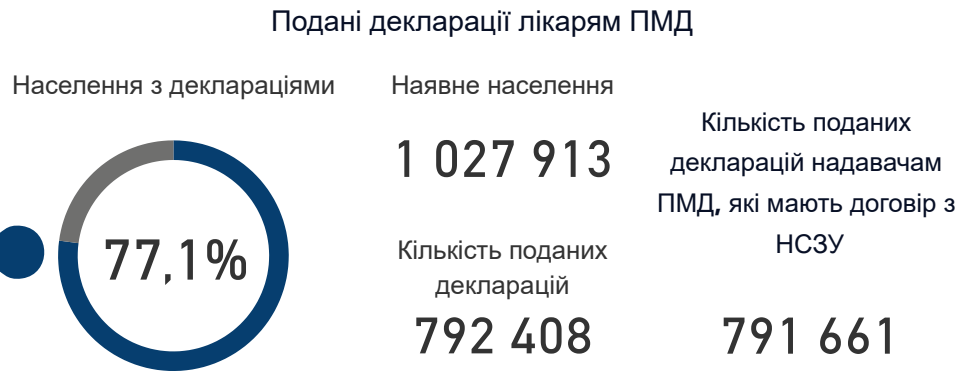 Подані декларації лікарям ПМД
Населення з деклараціями
77,1%
Наявне населення
1 027 913
Кількість поданих
декларацій
792 408
Кількість поданих
декларацій надавачам
ПМД, які мають договір з
НСЗУ
791 661